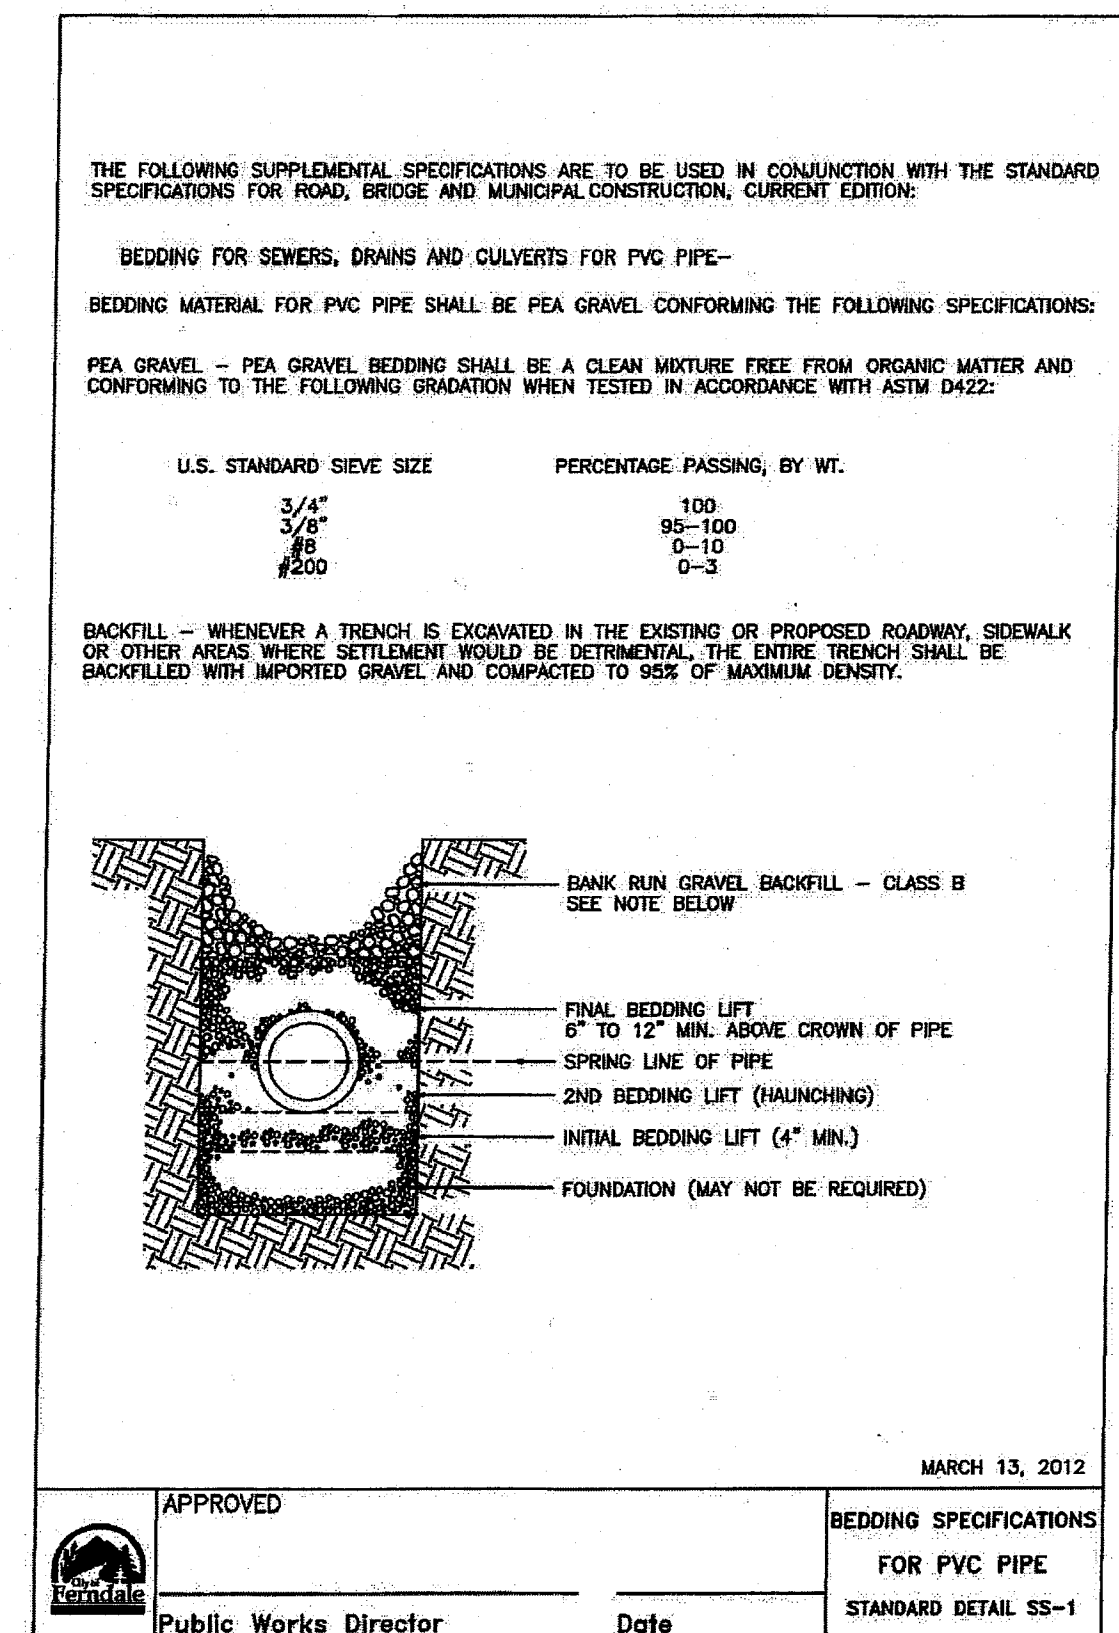 THE FOLLOWING SUPPLEMENTAL SPECIFICATIONS ARE TO BE USED IN CONJUNCTION WITH THE STANDARD
SPECIFICATIONS FOR ROAD, BRIDGE AND MUNICIPAL CONSTRUCTION, CURRENT EDITION:
BEDDING FOR SEWERS, DRAINS AND CULVERTS FOR PVC PIPE–
BEDDING MATERIAL FOR PVC PIPE SHALL BE PEA GRAVEL CONFORMING THE FOLLOWING SPECIFICATIONS:
PEA GRAVEL – PEA GRAVEL BEDDING SHALL BE A CLEAN MIXTURE FREE FROM ORGANIC MATTER AND
CONFORMING TO THE FOLLOWING GRADATION WHEN TESTED IN ACCORDANCE WITH ASTM D422:
U.S. STANDARD SIEVE SIZE PERCENTAGE PASSING, BY WT.
3/4" 100
3/8" 95–100
#8 0–10
#200 0–3
BACKFILL – WHENEVER A TRENCH IS EXCAVATED IN THE EXISTING OR PROPOSED ROADWAY, SIDEWALK
OR OTHER AREAS WHERE SETTLEMENT WOULD BE DETRIMENTAL, THE ENTIRE TRENCH SHALL BE
BACKFILLED WITH IMPORTED GRAVEL AND COMPACTED TO 95% OF MAXIMUM DENSITY.
BANK RUN GRAVEL BACKFILL – CLASS B
SEE NOTE BELOW
FINAL BEDDING LIFT
6" TO 12" MIN. ABOVE CROWN OF PIPE
SPRING LINE OF PIPE
2ND BEDDING LIFT (HAUNCHING)
INITIAL BEDDING LIFT (4" MIN.)
FOUNDATION (MAY NOT BE REQUIRED)
MARCH 13, 2012
City of
Ferndale
APPROVED
Public Works Director Date
BEDDING SPECIFICATIONS
FOR PVC PIPE
STANDARD DETAIL SS–1